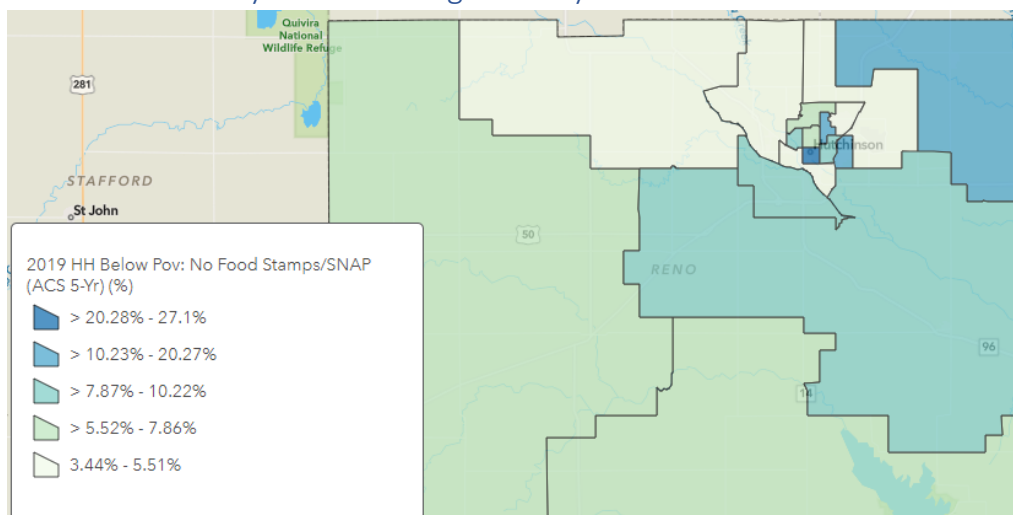 Quivira
National
Wildlife Refuge
281
Hutchinson
STAFFORD
St John
50
RENO
2019 HH Below Pov: No Food Stamps/SNAP
(ACS 5-Yr) (%)
> 20.28% - 27.1%
> 10.23% - 20.27%
> 7.87% - 10.22%
> 5.52% - 7.86%
3.44% - 5.51%
96
14